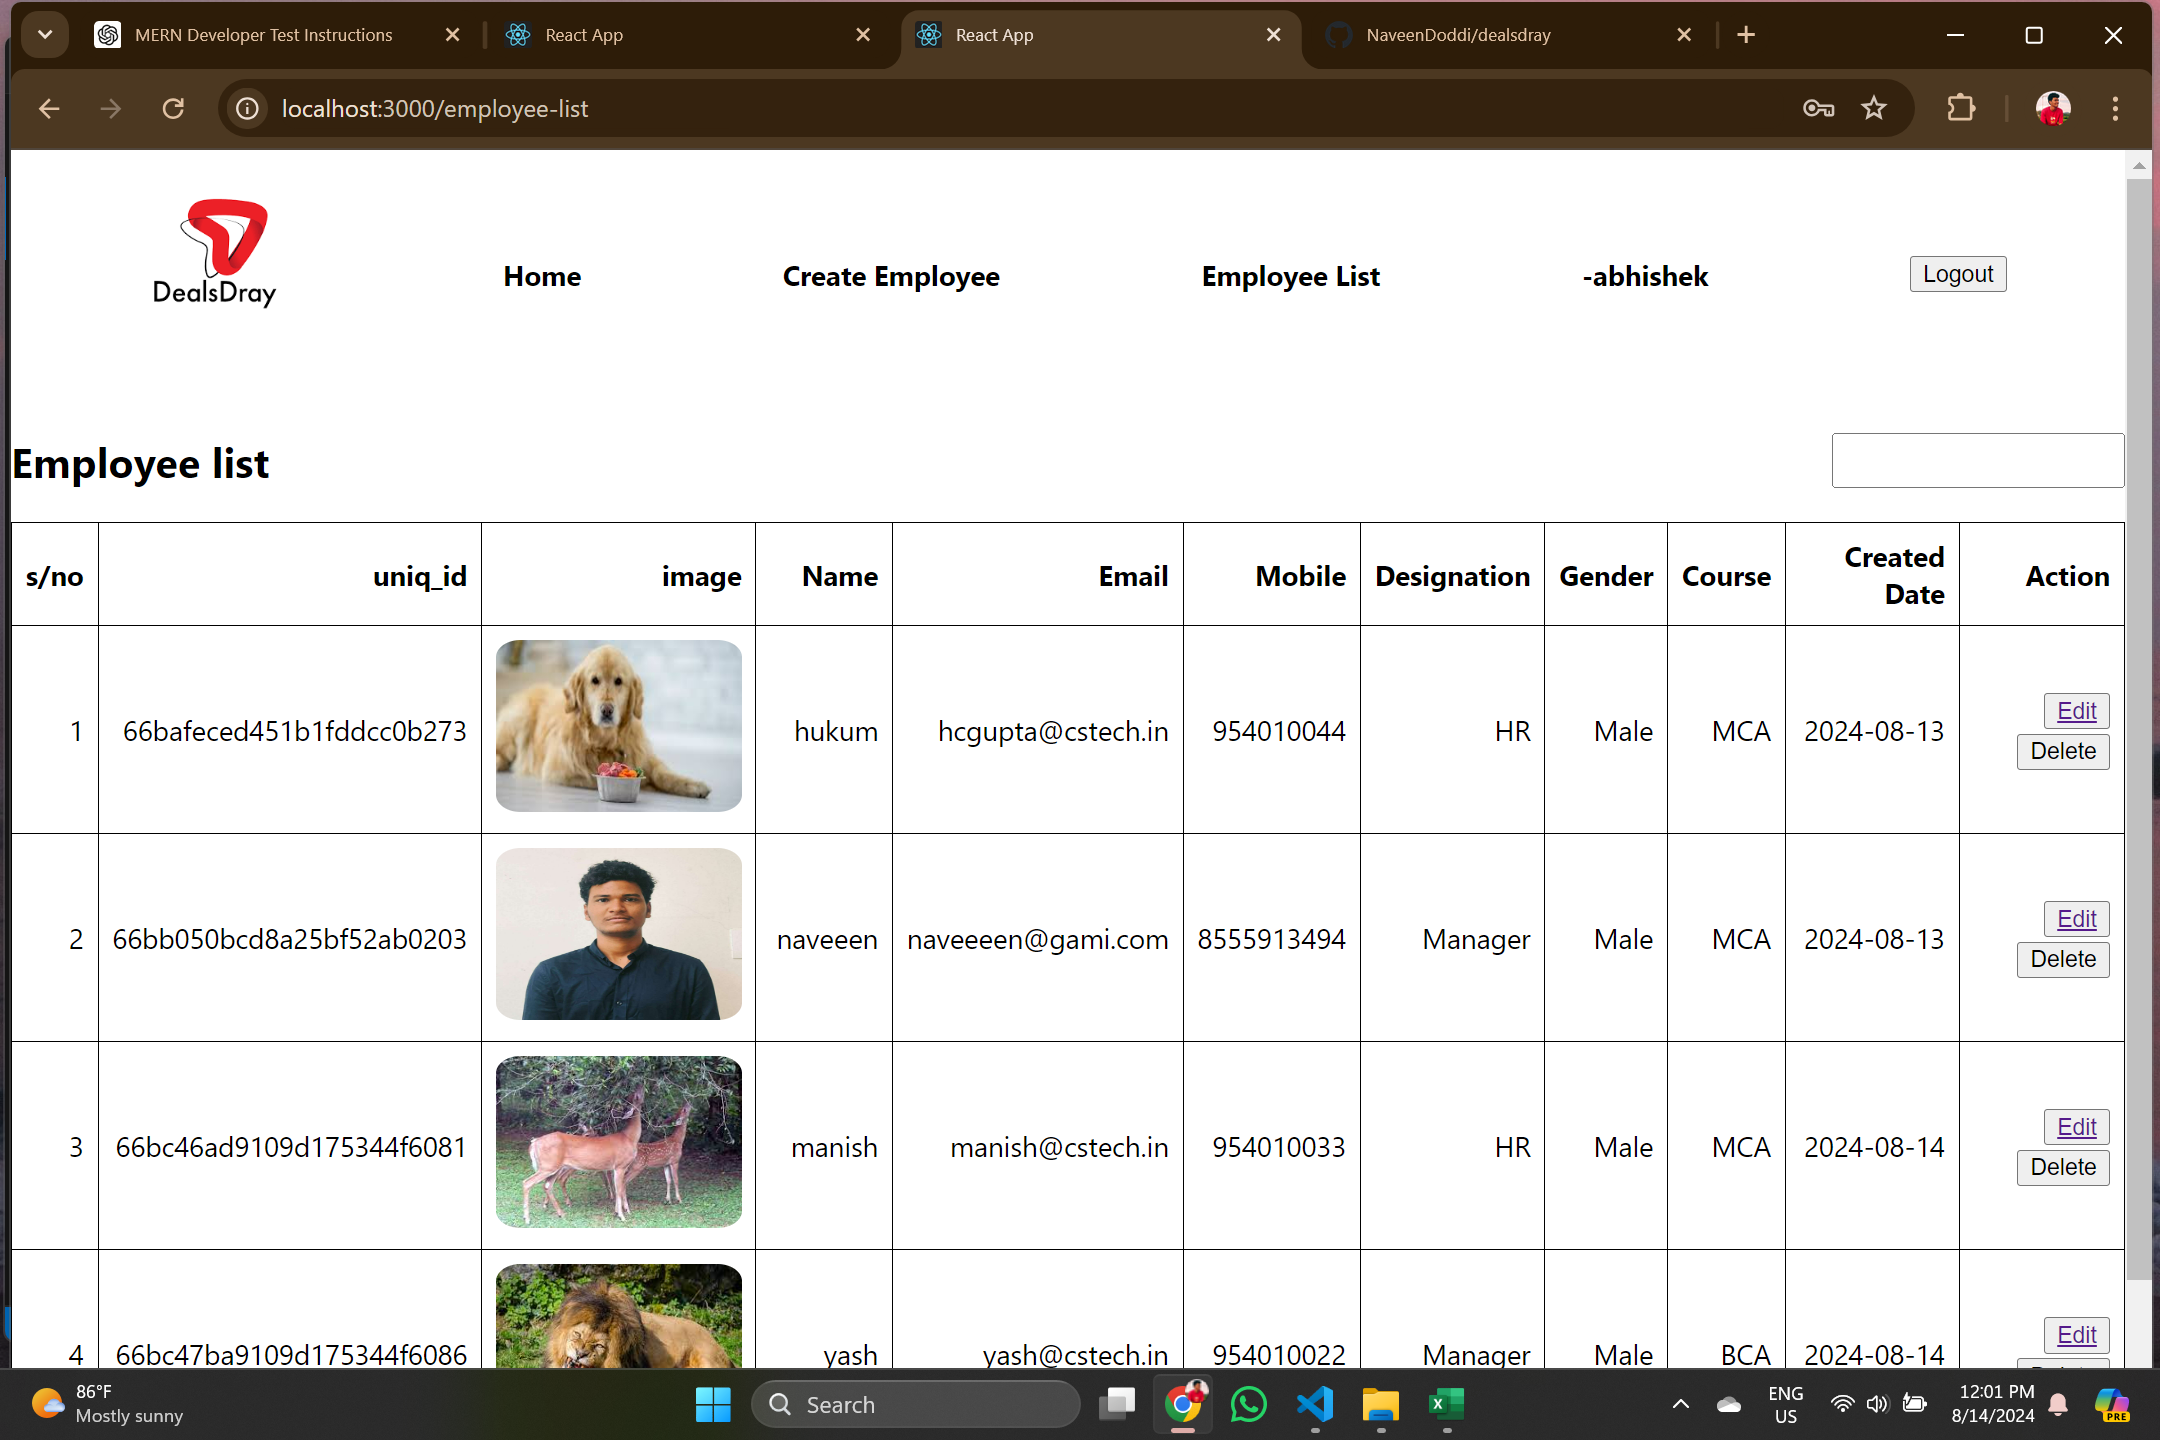 MERN Developer Test Instructions
React App
React App
NaveenDoddi/dealsdray
localhost:3000/employee-list
DealsDray
Home
Create Employee
Employee List
-abhishek
Logout
Employee list
s/no uniq_id image Name Email Mobile Designation Gender Course Created Date Action
1 66bafeced451b1fddcc0b273 hukum hcgupta@cstech.in 954010044 HR Male MCA 2024-08-13 Edit Delete
2 66bb050bcd8a25bf52ab0203 naveeen naveeeen@gami.com 8555913494 Manager Male MCA 2024-08-13 Edit Delete
3 66bc46ad9109d175344f6081 manish manish@cstech.in 954010033 HR Male MCA 2024-08-14 Edit Delete
4 66bc47ba9109d175344f6086 yash yash@cstech.in 954010022 Manager Male BCA 2024-08-14 Edit
86°F
Mostly sunny
Search
ENG
US
12:01 PM
8/14/2024
PRE